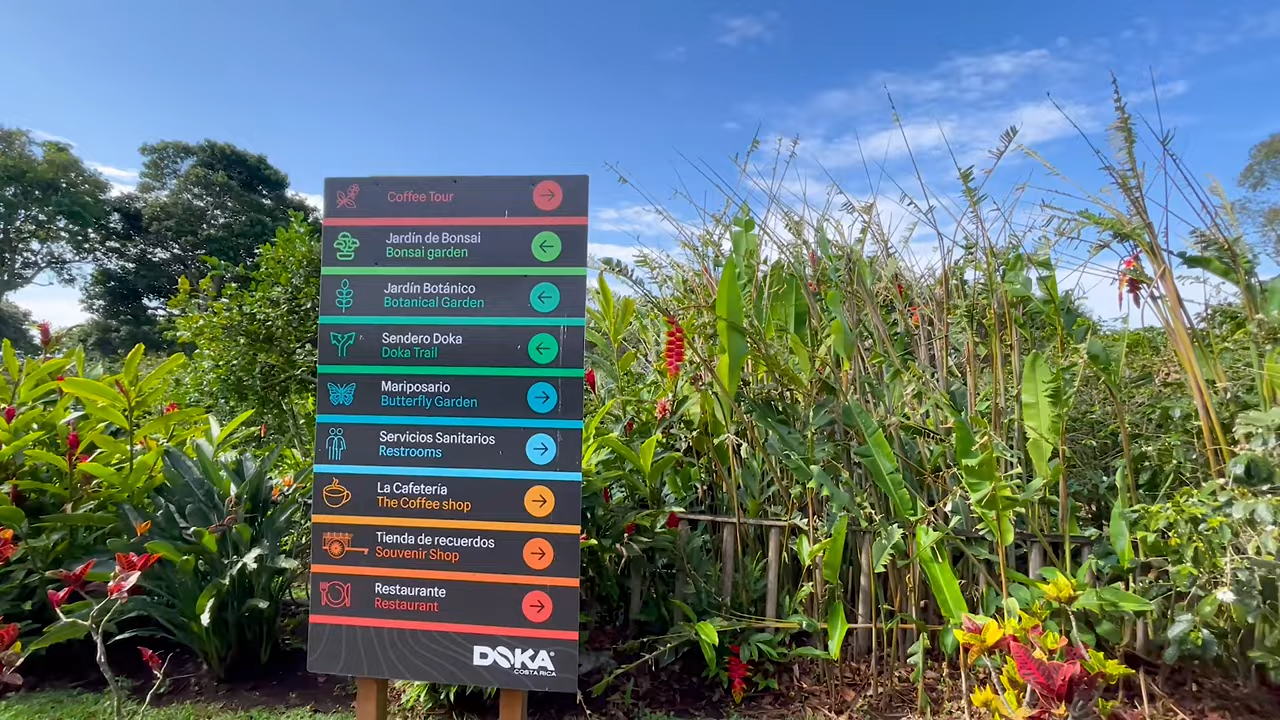 Coffee Tour
Jardín de Bonsai
Bonsai garden
Jardín Botánico
Botanical Garden
Sendero Doka
Doka Trail
Mariposario
Butterfly Garden
Servicios Sanitarios
Restrooms
La Cafetería
The Coffee shop
Tienda de recuerdos
Souvenir Shop
Restaurante
Restaurant
DOKA
COSTA RICA